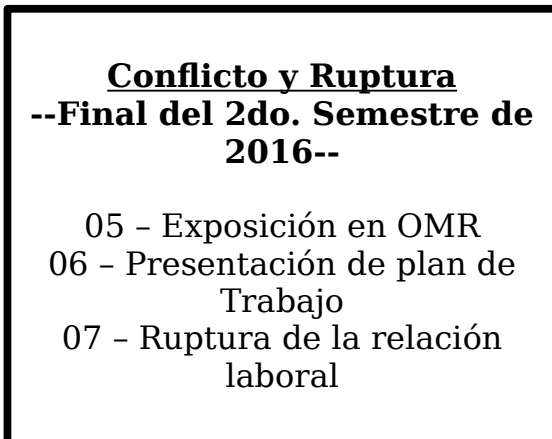 Conflicto y Ruptura
--Final del 2do. Semestre de
2016--
05 – Exposición en OMR
06 – Presentación de plan de
Trabajo
07 – Ruptura de la relación
laboral